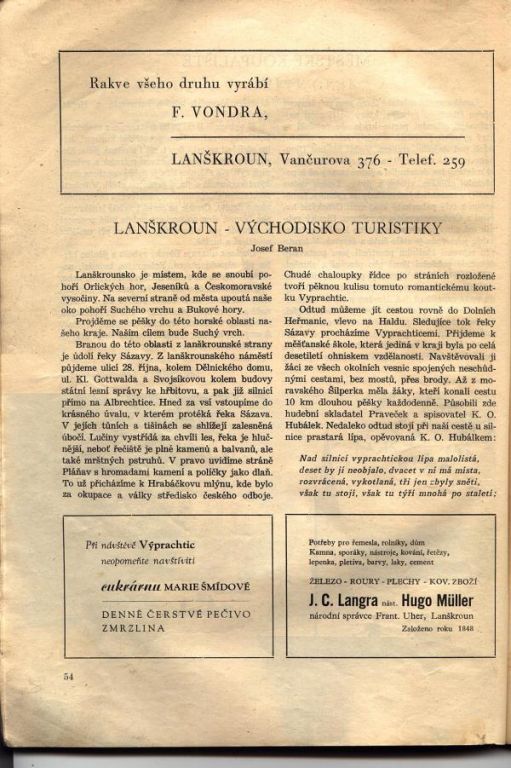 Rakve všeho druhu vyrábí
F. VONDRA,
LANŠKROUN, Vančurova 376 - Telef. 259
LANŠKROUN - VÝCHODISKO TURISTIKY
Josef Beran
Lanškrounsko je místem, kde se snoubí po-
hoří Orlických hor, Jeseníků a Českomoravské
vysočiny. Na severní straně od města upoutá naše
oko pohoří Suchého vrchu a Bukové hory.
Projděme se pěšky do této horské oblasti na-
šeho kraje. Naším cílem bude Suchý vrch.
Branou do této oblasti z lanškrounské strany
je údolí řeky Sázavy. Z lanškrounského náměstí
půjdeme ulicí 28. října, kolem Dělnického domu,
ul. Kl. Gottwalda a Svojsíkovou kolem budovy
státní lesní správy ke hřbitovu, a pak již silnicí
přímo na Albrechtice. Hned za vsí vstoupíme do
krásného úvalu, v kterém protéká řeka Sázava.
V jejích tůních a tišinách se shlížejí zalesněná
úbočí. Lučiny vystřídá za chvíli les, řeka je hluč-
nější, neboť řečiště je plné kamenů a balvanů, ale
také mrštných pstruhů. V pravo uvidíme stráně
Pláňav s hromadami kamení a políčky jako dlaň.
To už přicházíme k Hrabáčkovu mlýnu, kde bylo
za okupace a války středisko českého odboje.
Chudé chaloupky řídce po stráních rozložené
tvoří pěknou kulisu tomuto romantickému kout-
ku Vyprachtic.
Odtud můžeme jít cestou rovně do Dolních
Heřmanic, vlevo na Haldu. Sledujíce tok řeky
Sázavy procházíme Vyprachticemi. Přijdeme k
měšťanské škole, která jediná v kraji byla po celá
desetiletí ohniskem vzdělanosti. Navštěvovali ji
žáci ze všech okolních vesnic spojených neschůd-
nými cestami, bez mostů, přes brody. Až z mo-
ravského Šilperka měla žáky, kteří konali cestu
10 km dlouhou pěšky každodenně. Působili zde
hudební skladatel Praveček a spisovatel K. O.
Hubálek. Nedaleko odtud stojí při naší cestě u sil-
nice prastará lípa, opěvovaná K. O. Hubálkem:
Nad silnicí vyprachtickou lípa malolistá,
deset by ji neobjalo, dvacet v ní má místa,
rozvrácená, vykotlaná, tři jen zbyly sněti,
však tu stojí, však tu týří mnohá po staletí;
Při návštěvě Výprachtic
neopomeňte navštíviti
cukrárnu MARIE ŠMÍDOVÉ
DENNĚ ČERSTVÉ PEČIVO
ZMRZLINA
Potřeby pro řemesla, rolníky, dům
Kamna, sporáky, nástroje, kování, řetězy,
lepenka, pletiva, barvy, laky, cement
ŽELEZO - ROURY - PLECHY - KOV. ZBOŽÍ
J. C. Langra nást. Hugo Müller
národní správce Frant. Uher, Lanškroun
Založeno roku 1848
54